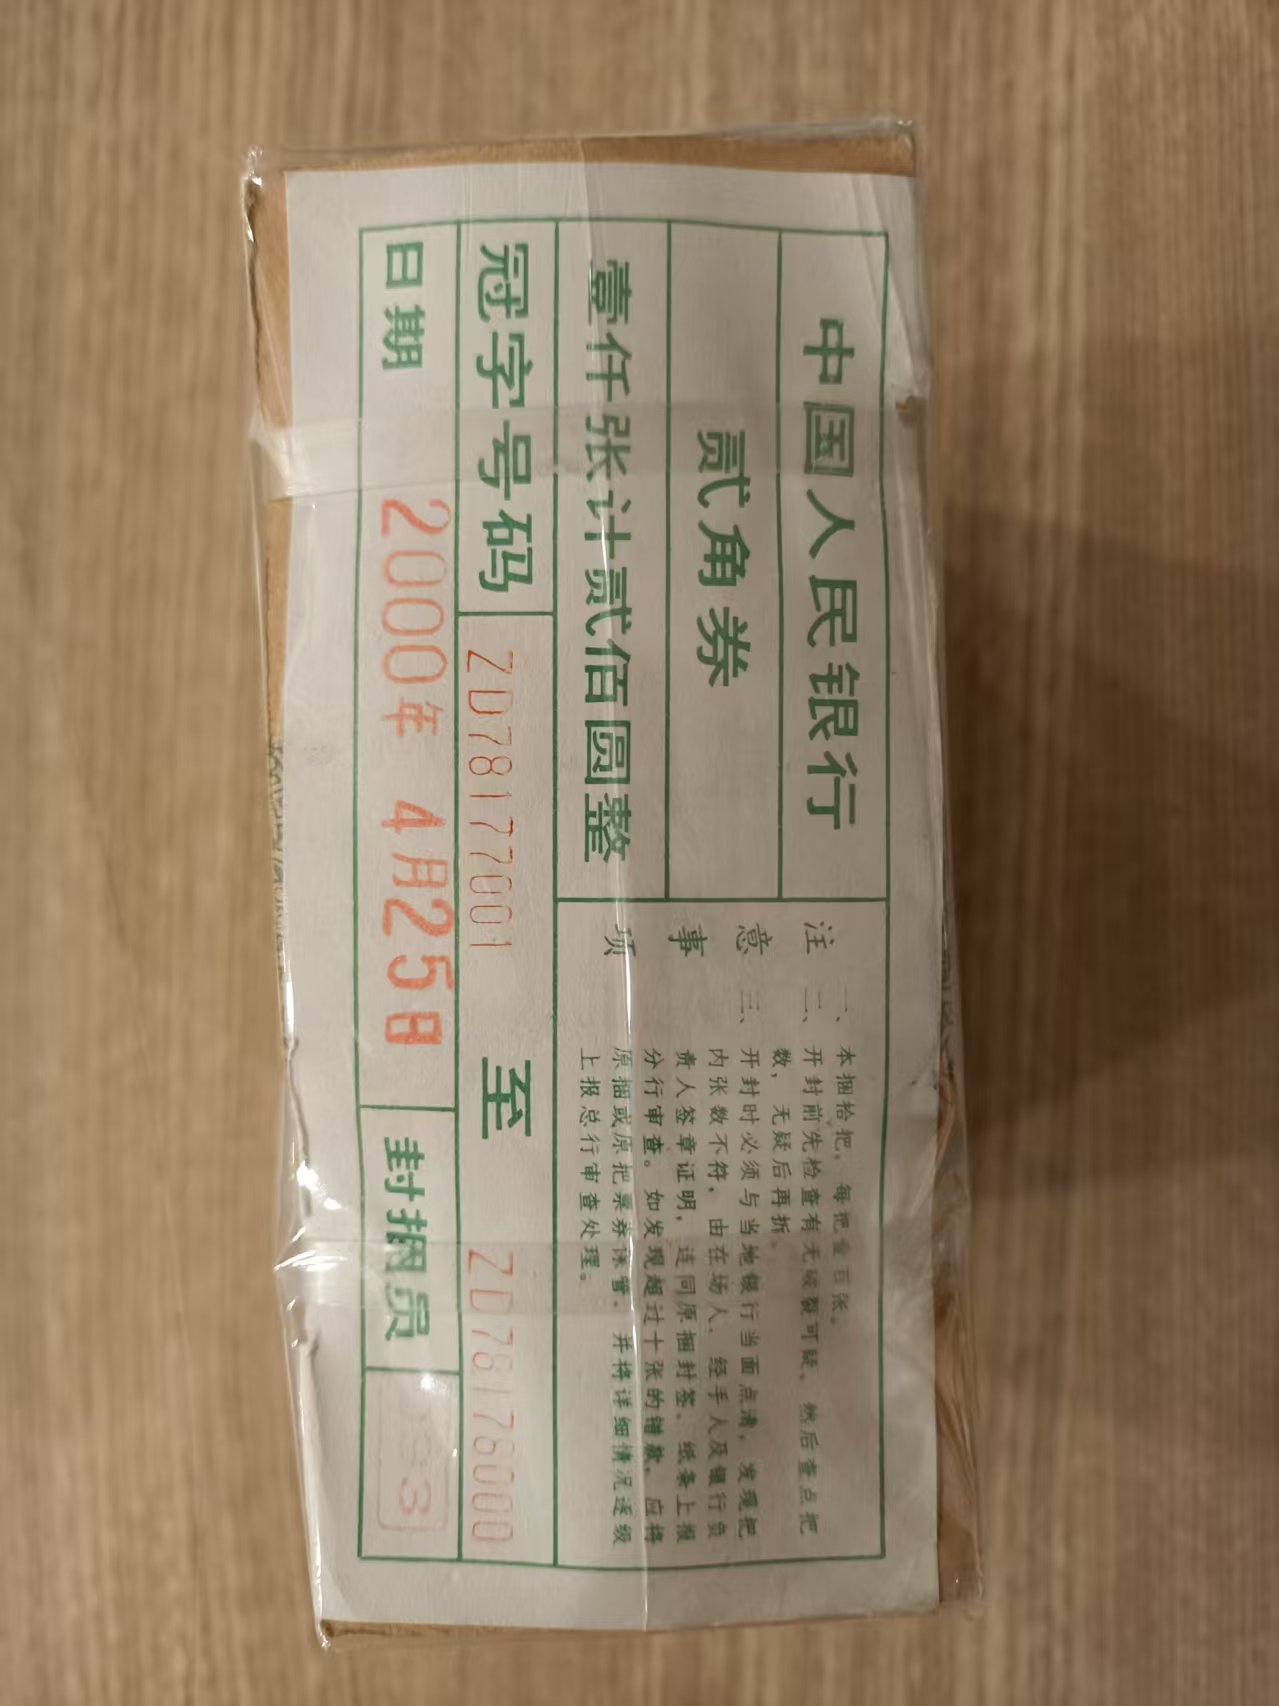 中国人民银行
贰角券
壹仟张计贰佰圆整
冠字号码 ZD78177001 至 ZD78178000
日期 2000年 4月25日 封捆员
注意事项
一、本捆拾把，每把壹百张。
二、开封前先检查有无破裂可疑，然后查点把
数，无疑后再拆。
三、开封时必须与当地银行当面点清，发现把
内张数不符，由在场人、经手人及银行负
责人签章证明，连同原捆封签、纸条上报
分行审查。如发现超过十张的错款，应将
原捆或原把票券保管，并将详细情况逐级
上报总行审查处理。